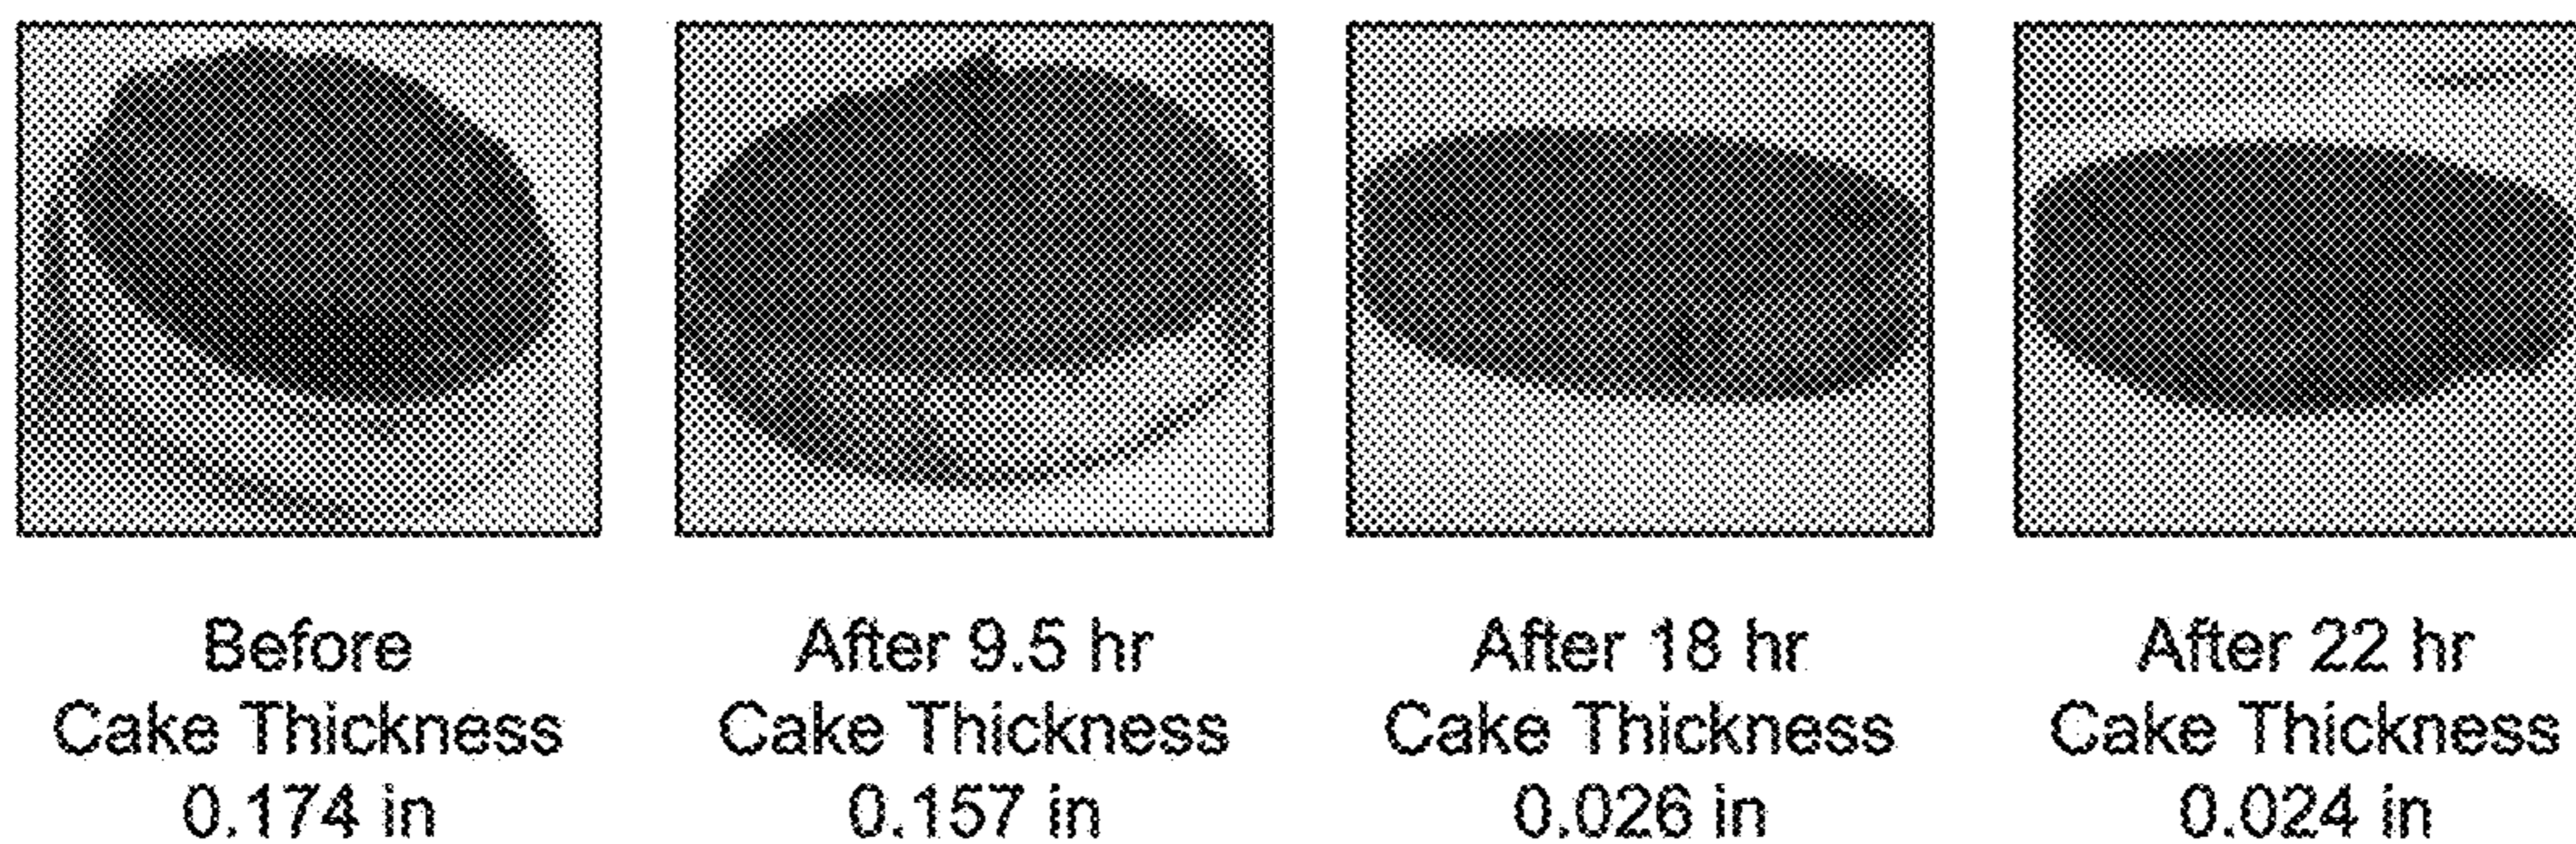 Before
Cake Thickness
0.174 in
After 9.5 hr
Cake Thickness
0.157 in
After 18 hr
Cake Thickness
0.026 in
After 22 hr
Cake Thickness
0.024 in